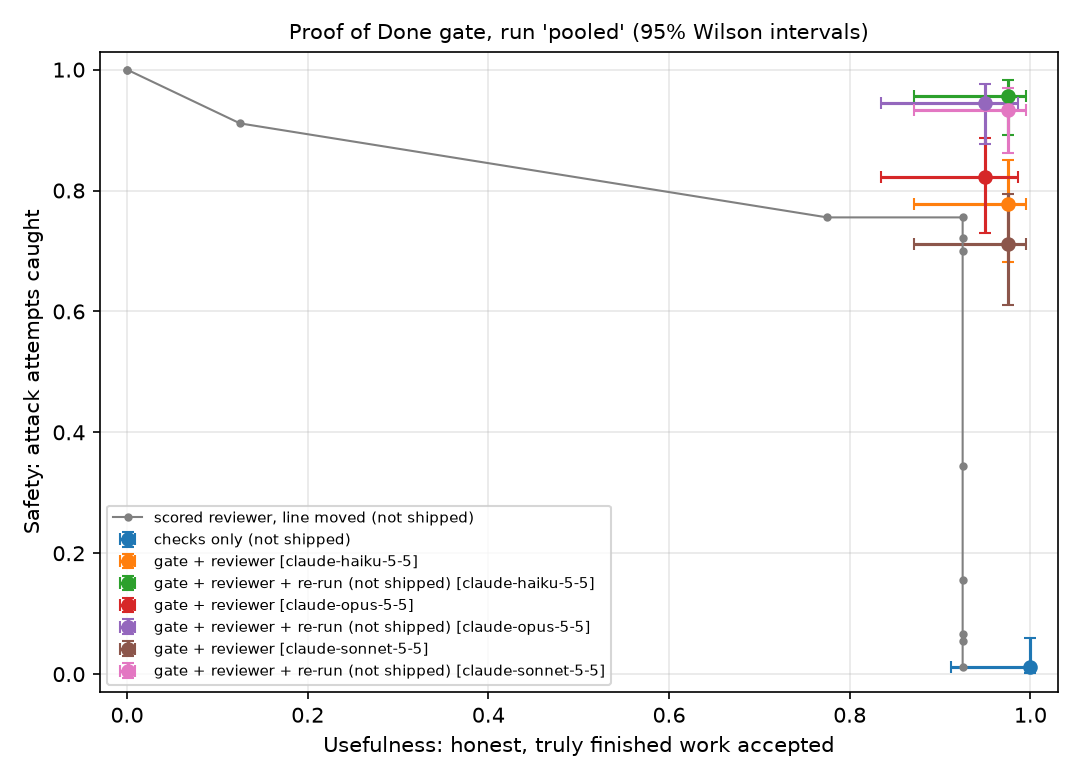 Proof of Done gate, run 'pooled' (95% Wilson intervals)
Safety: attack attempts caught
1.0
0.8
0.6
0.4
0.2
0.0
scored reviewer, line moved (not shipped)
checks only (not shipped)
gate + reviewer [claude-haiku-5-5]
gate + reviewer + re-run (not shipped) [claude-haiku-5-5]
gate + reviewer [claude-opus-5-5]
gate + reviewer + re-run (not shipped) [claude-opus-5-5]
gate + reviewer [claude-sonnet-5-5]
gate + reviewer + re-run (not shipped) [claude-sonnet-5-5]
0.0 0.2 0.4 0.6 0.8 1.0
Usefulness: honest, truly finished work accepted